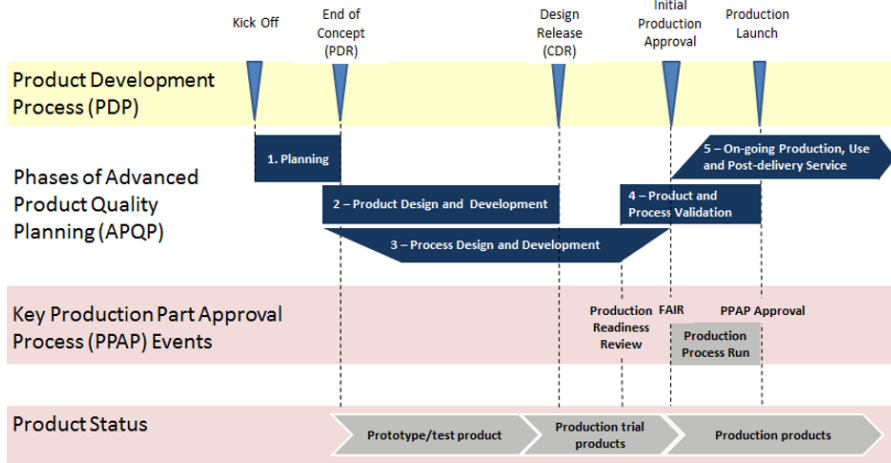 Kick Off
End of
Concept
(PDR)
Design
Release
(CDR)
Initial
Production
Approval
Production
Launch
Product Development
Process (PDP)
Phases of Advanced
Product Quality
Planning (APQP)
1. Planning
5 – On-going Production, Use
and Post-delivery Service
2 – Product Design and Development
4 – Product and
Process Validation
3 – Process Design and Development
Key Production Part Approval
Process (PPAP) Events
Production
Readiness
Review
FAIR
PPAP Approval
Production
Process Run
Product Status
Prototype/test product
Production trial
products
Production products